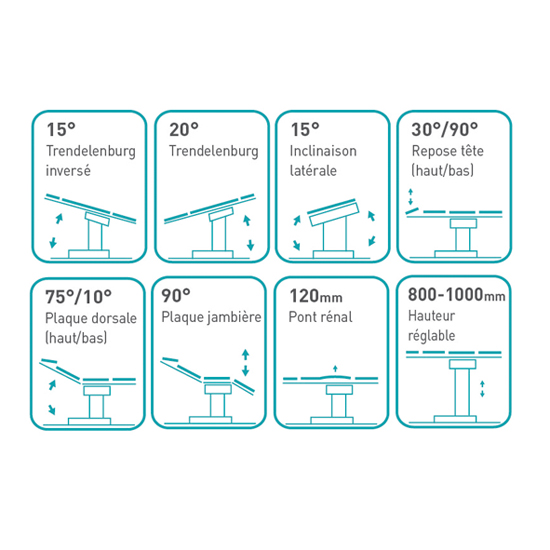 15°
Trendelenburg
inversé
20°
Trendelenburg
15°
Inclinaison
latérale
30°/90°
Repose tête
(haut/bas)
75°/10°
Plaque dorsale
(haut/bas)
90°
Plaque jambière
120mm
Pont rénal
800-1000mm
Hauteur
réglable